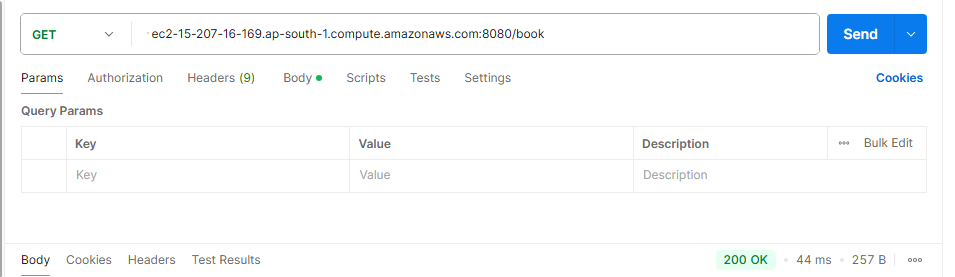 GET ec2-15-207-16-169.ap-south-1.compute.amazonaws.com:8080/book Send
Params Authorization Headers (9) Body Scripts Tests Settings Cookies
Query Params
Key Value Description Bulk Edit
Key Value Description
Body Cookies Headers Test Results 200 OK 44 ms 257 B